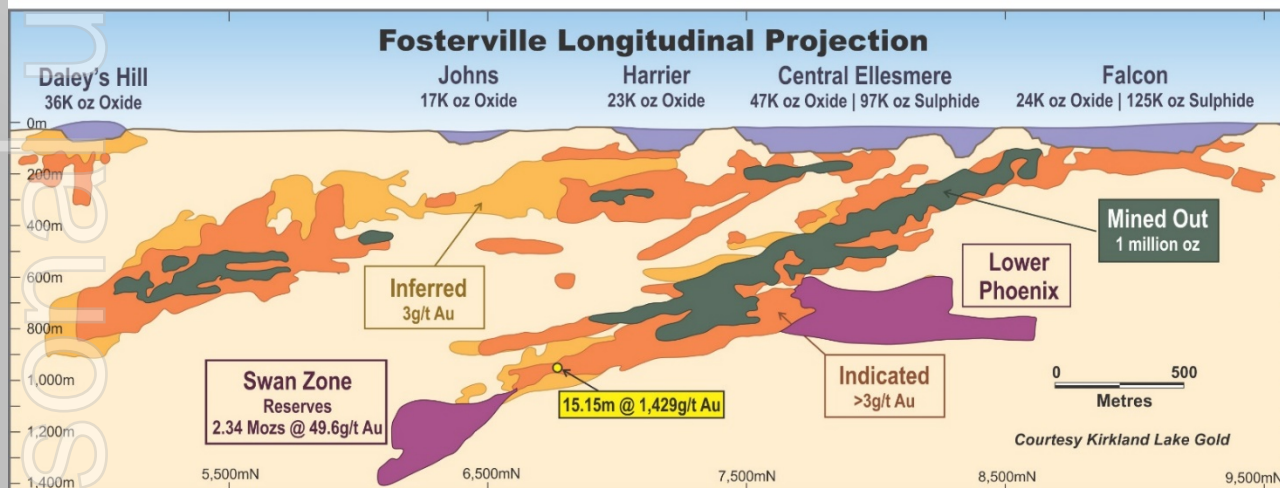 Fosterville Longitudinal Projection
Daley's Hill
36K oz Oxide
Johns
17K oz Oxide
Harrier
23K oz Oxide
Central Ellesmere
47K oz Oxide | 97K oz Sulphide
Falcon
24K oz Oxide | 125K oz Sulphide
0m
200m
400m
600m
800m
1,000m
1,200m
1,400m
Mined Out
1 million oz
Lower
Phoenix
Inferred
3g/t Au
Swan Zone
Reserves
2.34 Mozs @ 49.6g/t Au
15.15m @ 1,429g/t Au
Indicated
>3g/t Au
0 500
Metres
Courtesy Kirkland Lake Gold
5,500mN 6,500mN 7,500mN 8,500mN 9,500mN
sonal u